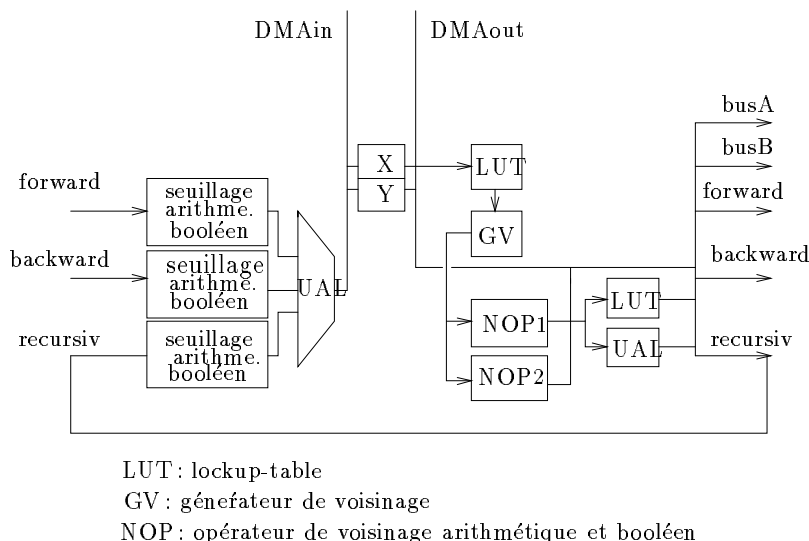 DMAin
DMAout
busA
busB
forward
backward
recursiv
X
Y
LUT
GV
forward
backward
recursiv
seuillage
arithme.
booléen
seuillage
arithme.
booléen
seuillage
arithme.
booléen
UAL
NOP1
NOP2
LUT
UAL
LUT : lockup-table
GV : géneŕateur de voisinage
NOP : opérateur de voisinage arithmétique et booléen